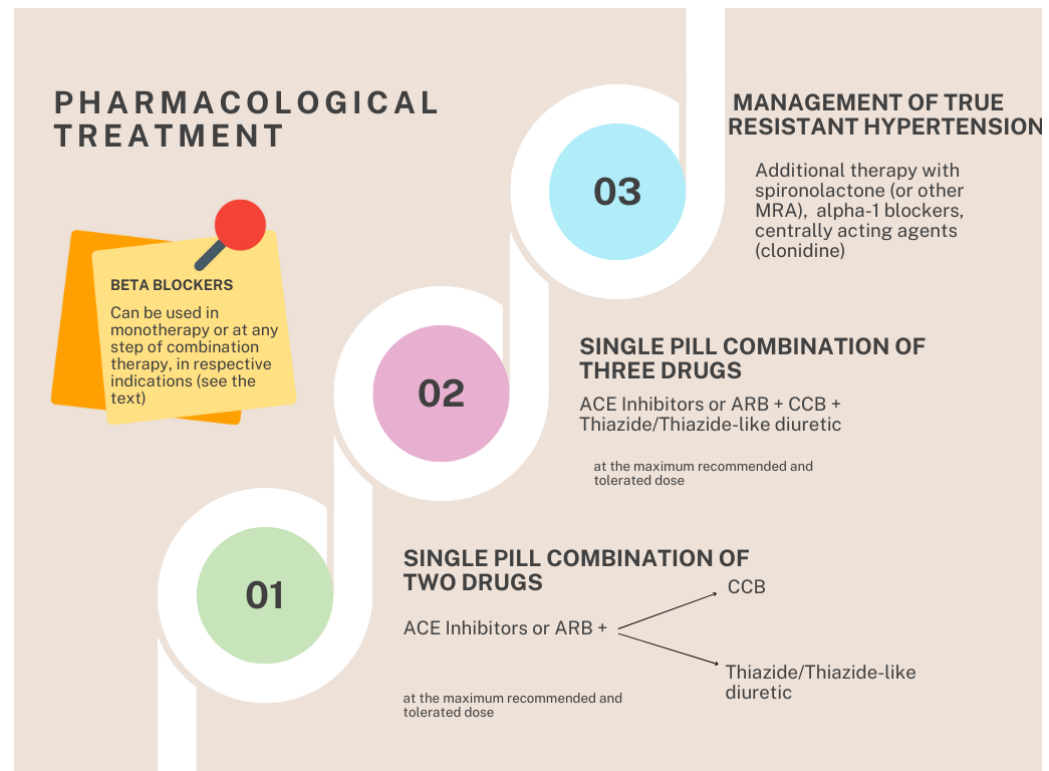 PHARMACOLOGICAL
TREATMENT
BETA BLOCKERS
Can be used in
monotherapy or at any
step of combination
therapy, in respective
indications (see the
text)
03
MANAGEMENT OF TRUE
RESISTANT HYPERTENSION
Additional therapy with
spironolactone (or other
MRA), alpha-1 blockers,
centrally acting agents
(clonidine)
02
SINGLE PILL COMBINATION OF
THREE DRUGS
ACE Inhibitors or ARB + CCB +
Thiazide/Thiazide-like diuretic
at the maximum recommended and
tolerated dose
01
SINGLE PILL COMBINATION OF
TWO DRUGS
ACE Inhibitors or ARB +
CCB
Thiazide/Thiazide-like
diuretic
at the maximum recommended and
tolerated dose